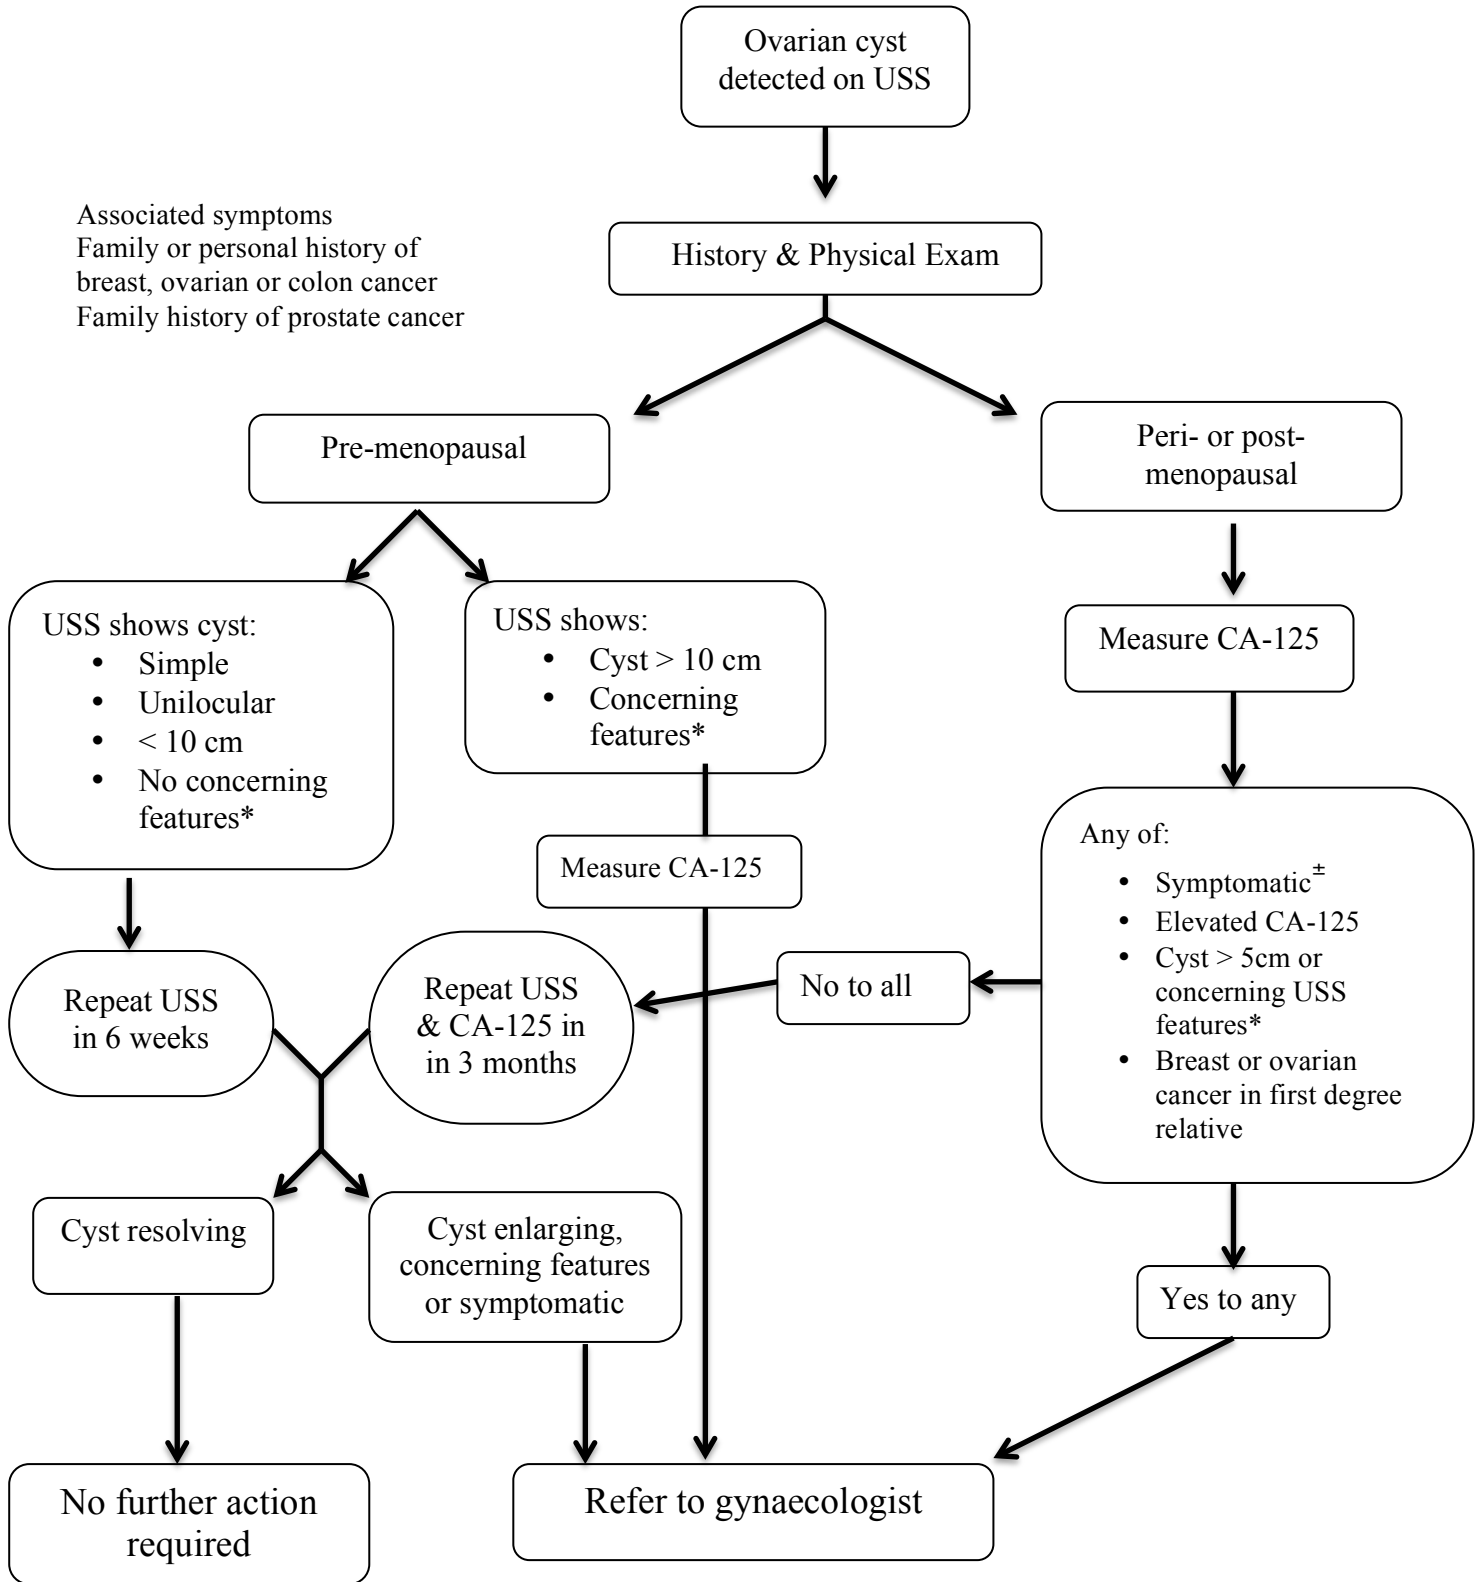 Ovarian cyst
detected on USS
Associated symptoms
Family or personal history of
breast, ovarian or colon cancer
Family history of prostate cancer
History & Physical Exam
Pre-menopausal
Peri- or post-
menopausal
USS shows cyst:
• Simple
• Unilocular
• < 10 cm
• No concerning
features*
USS shows:
• Cyst > 10 cm
• Concerning
features*
Measure CA-125
Measure CA-125
Any of:
• Symptomatic±
• Elevated CA-125
• Cyst > 5cm or
concerning USS
features*
• Breast or ovarian
cancer in first degree
relative
No to all
Repeat USS
in 6 weeks
Repeat USS
& CA-125 in
in 3 months
Cyst resolving
Cyst enlarging,
concerning features
or symptomatic
Yes to any
No further action
required
Refer to gynaecologist